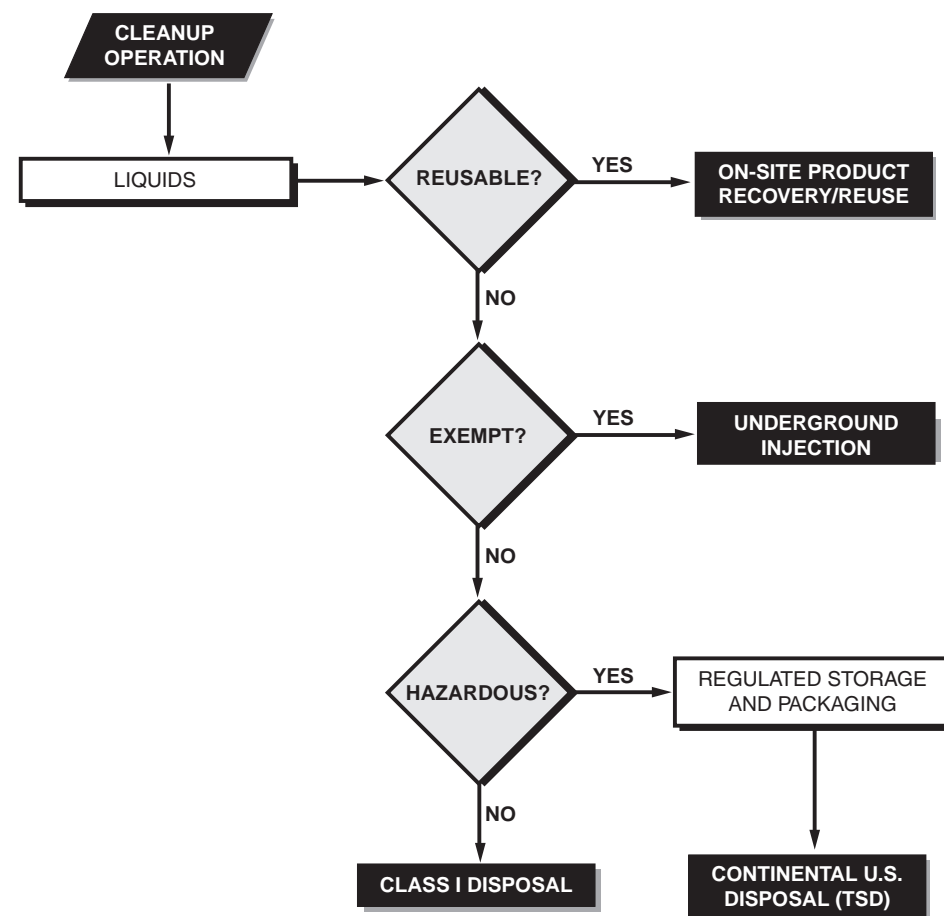 CLEANUP
OPERATION
LIQUIDS
REUSABLE?
YES
ON-SITE PRODUCT
RECOVERY/REUSE
NO
EXEMPT?
YES
UNDERGROUND
INJECTION
NO
HAZARDOUS?
YES
REGULATED STORAGE
AND PACKAGING
NO
CLASS I DISPOSAL
CONTINENTAL U.S.
DISPOSAL (TSD)